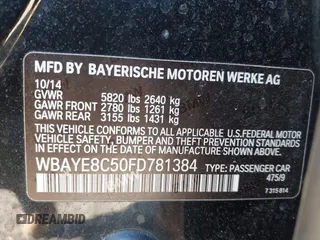 MFD BY BAYERISCHE MOTOREN WERKE AG
10/14
GVWR 5820 lbs 2640 kg
GAWR FRONT 2780 lbs 1261 kg
GAWR REAR 3155 lbs 1431 kg
THIS VEHICLE CONFORMS TO ALL APPLICABLE
U.S. FEDERAL MOTOR VEHICLE SAFETY, BUMPER,
AND THEFT PREVENTION STANDARDS IN EFFECT
ON THE DATE OF MANUFACTURE SHOWN ABOVE.
WBAYE8C50FD781384 TYPE: PASSENGER CAR
475/9
7 315 814
AUTOBIDMASTER